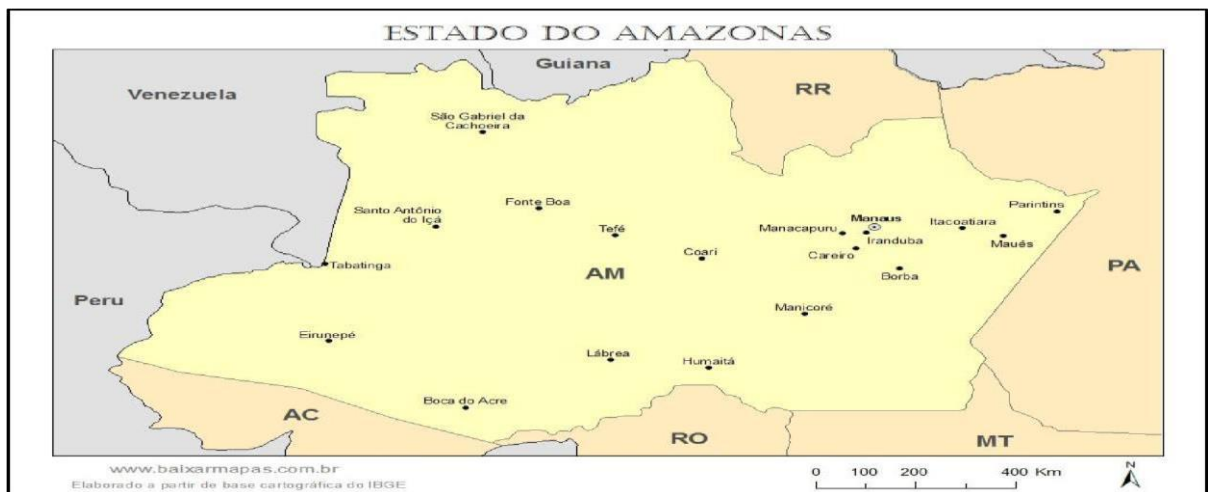 ESTADO DO AMAZONAS
Guiana
Venezuela
RR
São Gabriel da
Cachoeira
Fonte Boa
Santo Antônio
do Içá
Tefé
Manaus
Manacapuru
Iranduba
Careiro
Itacoatiara
Parintins
Maués
Coari
Borba
Tabatinga
AM
PA
Peru
Manicoré
Eirunepé
Lábrea
Humaitá
Boca do Acre
AC
RO
MT
www.baixarmapas.com.br
Elaborado a partir de base cartográfica do IBGE
0 100 200 400 Km
N